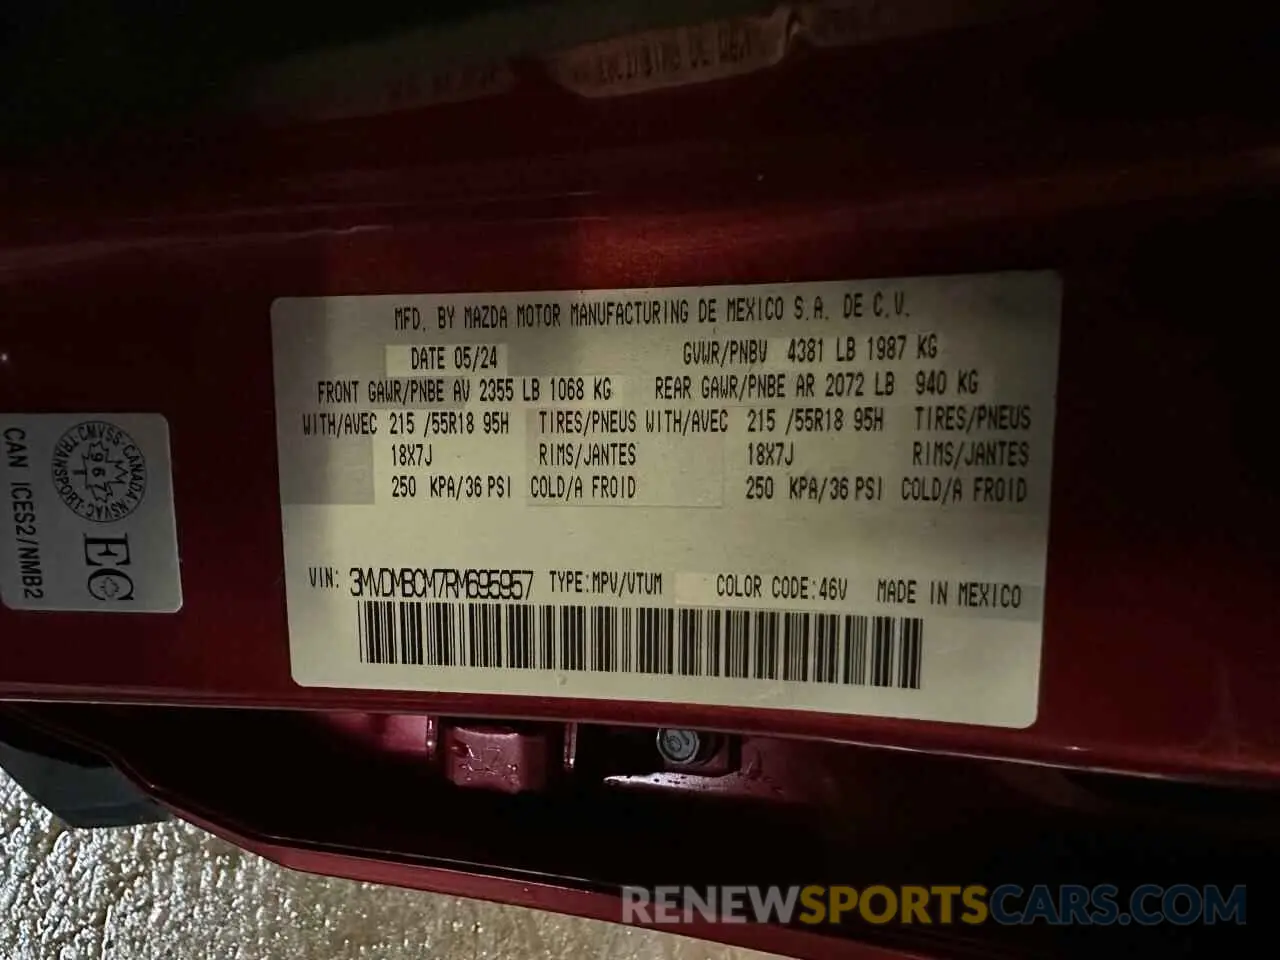 MFD. BY MAZDA MOTOR MANUFACTURING DE MEXICO S.A. DE C.V.
DATE 05/24 GVWR/PNBV 4381 LB 1987 KG
FRONT GAWR/PNBE AV 2355 LB 1068 KG REAR GAWR/PNBE AR 2072 LB 940 KG
WITH/AVEC 215 /55R18 95H TIRES/PNEUS WITH/AVEC 215 /55R18 95H TIRES/PNEUS
18X7J RIMS/JANTES 18X7J RIMS/JANTES
250 KPA/36 PSI COLD/A FROID 250 KPA/36 PSI COLD/A FROID
VIN: 3MVDMBCM7RM695957 TYPE:MPV/VTUM COLOR CODE:46V MADE IN MEXICO
CAN ICES2/NMB2
CMVSS-CANADA-NSVAC
TRANSPORT
EC
RENEWSPORTSCARS.COM